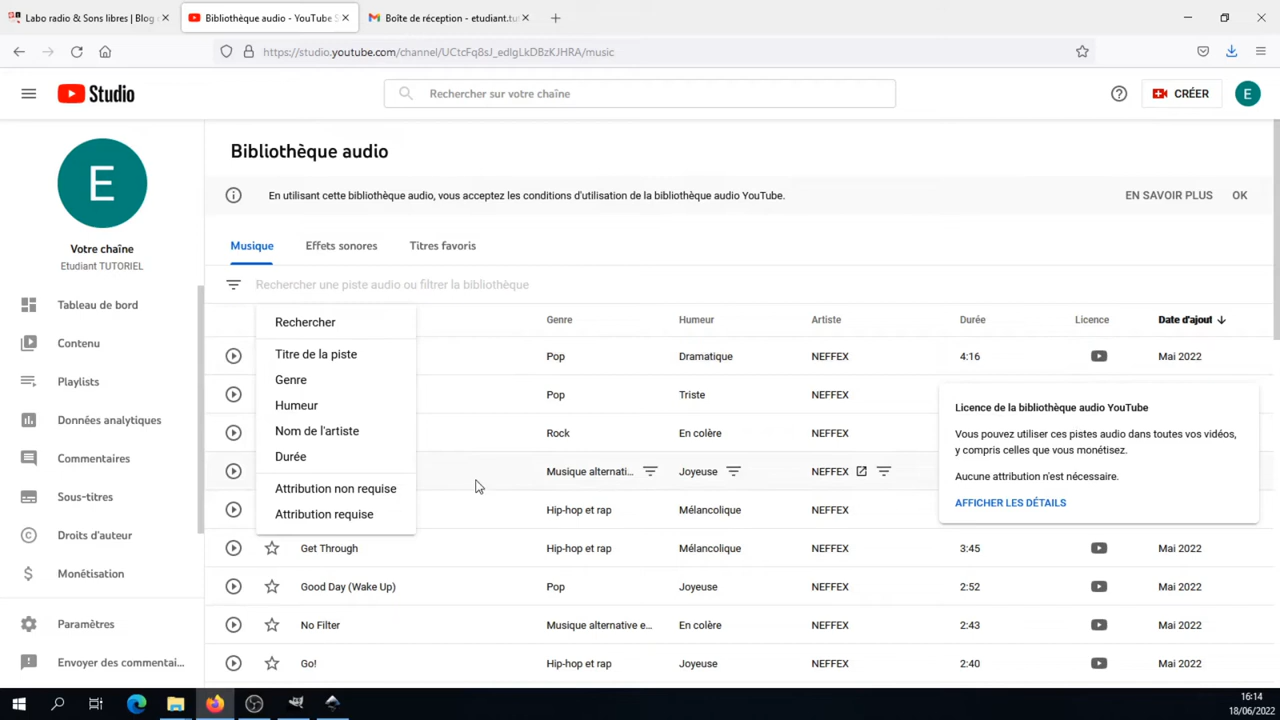 Labo radio & Sons libres | Blog
Bibliothèque audio - YouTube S
Boîte de réception - etudiant.tu
https://studio.youtube.com/channel/UCtcFq8sJ_edIgLkDBzKJHRA/music
Studio
Rechercher sur votre chaîne
CRÉER
E
E
Votre chaîne
Etudiant TUTORIEL
Tableau de bord
Contenu
Playlists
Données analytiques
Commentaires
Sous-titres
Droits d'auteur
Monétisation
Paramètres
Envoyer des commentai...
Bibliothèque audio
En utilisant cette bibliothèque audio, vous acceptez les conditions d'utilisation de la bibliothèque audio YouTube.
EN SAVOIR PLUS OK
Musique Effets sonores Titres favoris
Rechercher une piste audio ou filtrer la bibliothèque
Rechercher
Titre de la piste
Genre
Humeur
Nom de l'artiste
Durée
Attribution non requise
Attribution requise
Genre Humeur Artiste Durée Licence Date d'ajout
Pop Dramatique NEFFEX 4:16 Mai 2022
Pop Triste NEFFEX
Rock En colère NEFFEX
Musique alternati... Joyeuse NEFFEX
Hip-hop et rap Mélancolique NEFFEX
Get Through Hip-hop et rap Mélancolique NEFFEX 3:45 Mai 2022
Good Day (Wake Up) Pop Joyeuse NEFFEX 2:52 Mai 2022
No Filter Musique alternative e... En colère NEFFEX 2:43 Mai 2022
Go! Hip-hop et rap Joyeuse NEFFEX 2:40 Mai 2022
Licence de la bibliothèque audio YouTube
Vous pouvez utiliser ces pistes audio dans toutes vos vidéos,
y compris celles que vous monétisez.
Aucune attribution n'est nécessaire.
AFFICHER LES DÉTAILS
16:14
18/06/2022